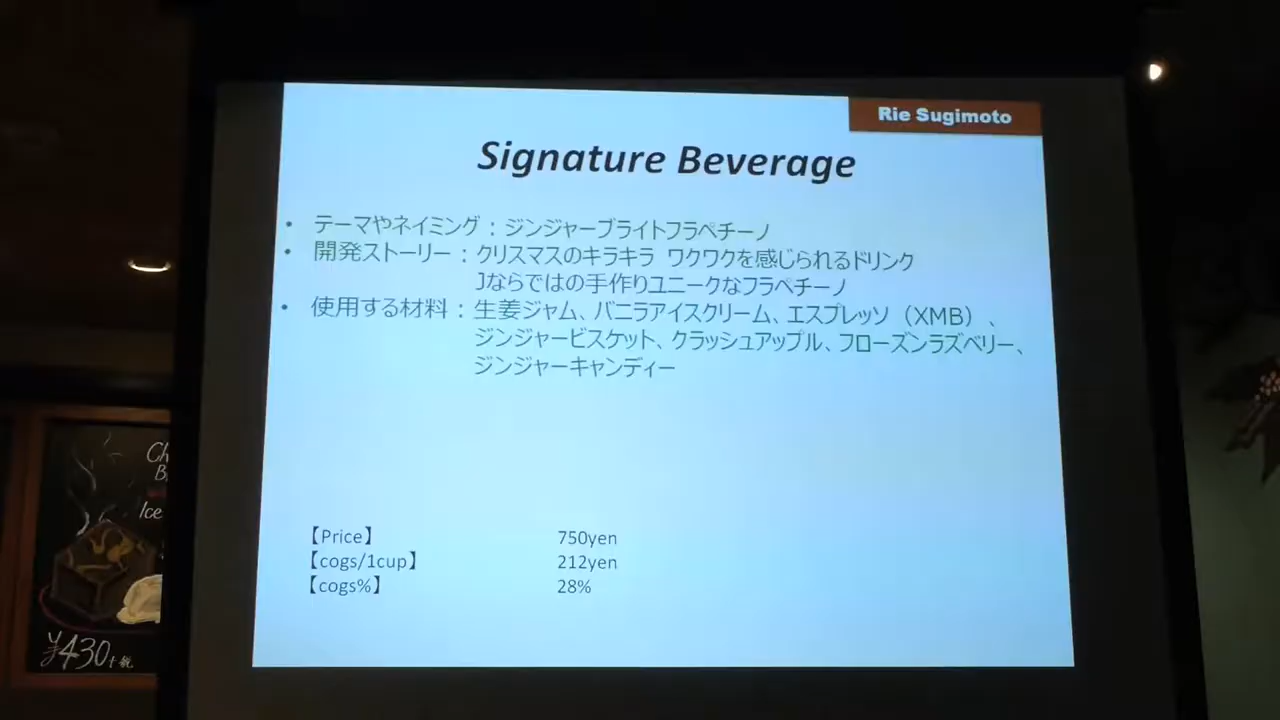 Rie Sugimoto
Signature Beverage
• テーマやネイミング：ジンジャーブライトフラペチーノ
• 開発ストーリー：クリスマスのキラキラ ワクワクを感じられるドリンク
Jならではの手作りユニークなフラペチーノ
• 使用する材料：生姜ジャム、バニラアイスクリーム、エスプレッソ（XMB）、
ジンジャービスケット、クラッシュアップル、フローズンラズベリー、
ジンジャーキャンディー
【Price】 750yen
【cogs/1cup】 212yen
【cogs%】 28%
Ch
B
Ice
¥430+税